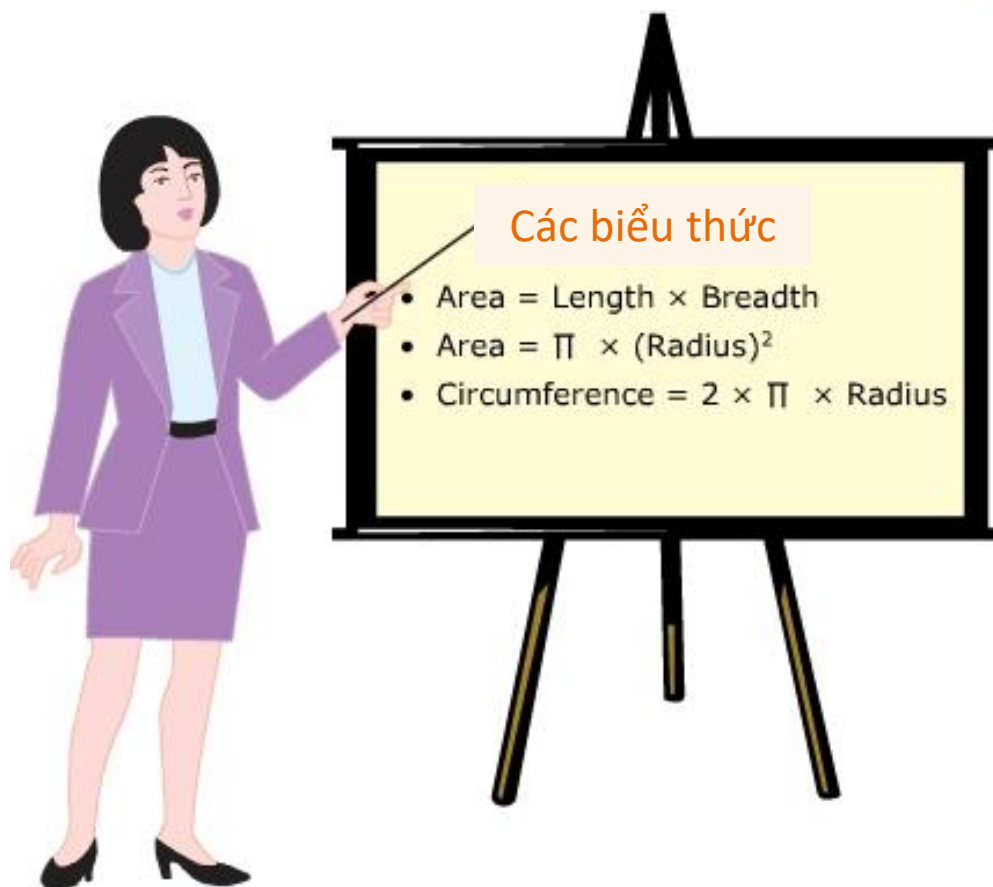 Các biểu thức
• Area = Length × Breadth
• Area = Π × (Radius)²
• Circumference = 2 × Π × Radius